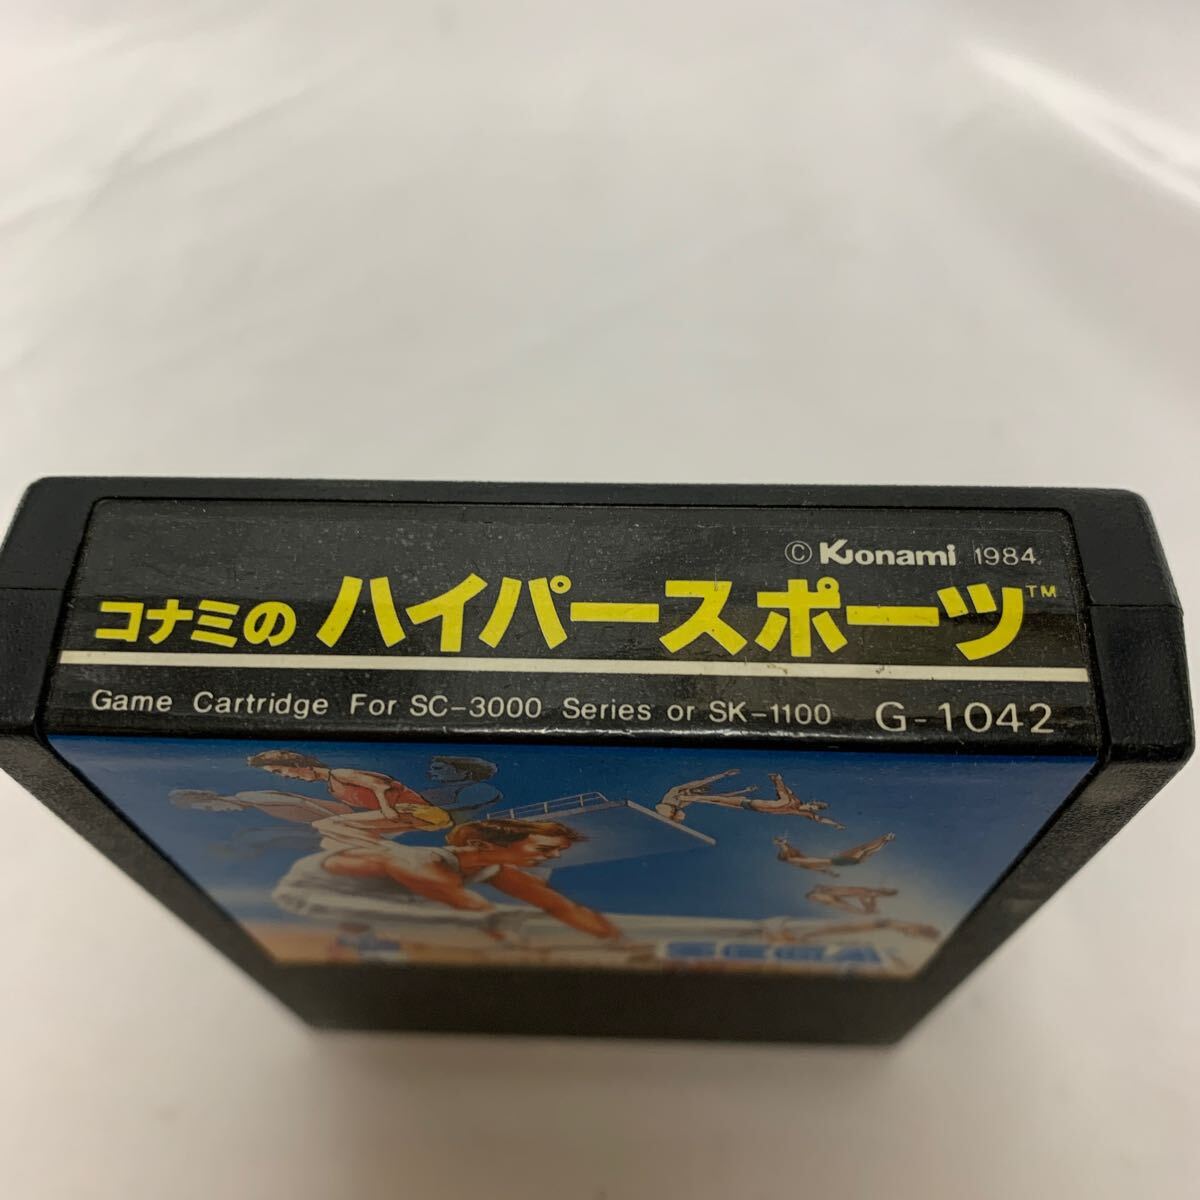 © Konami 1984.
コナミの ハイパースポーツ™
Game Cartridge For SC-3000 Series or SK-1100 G-1042
SEGA